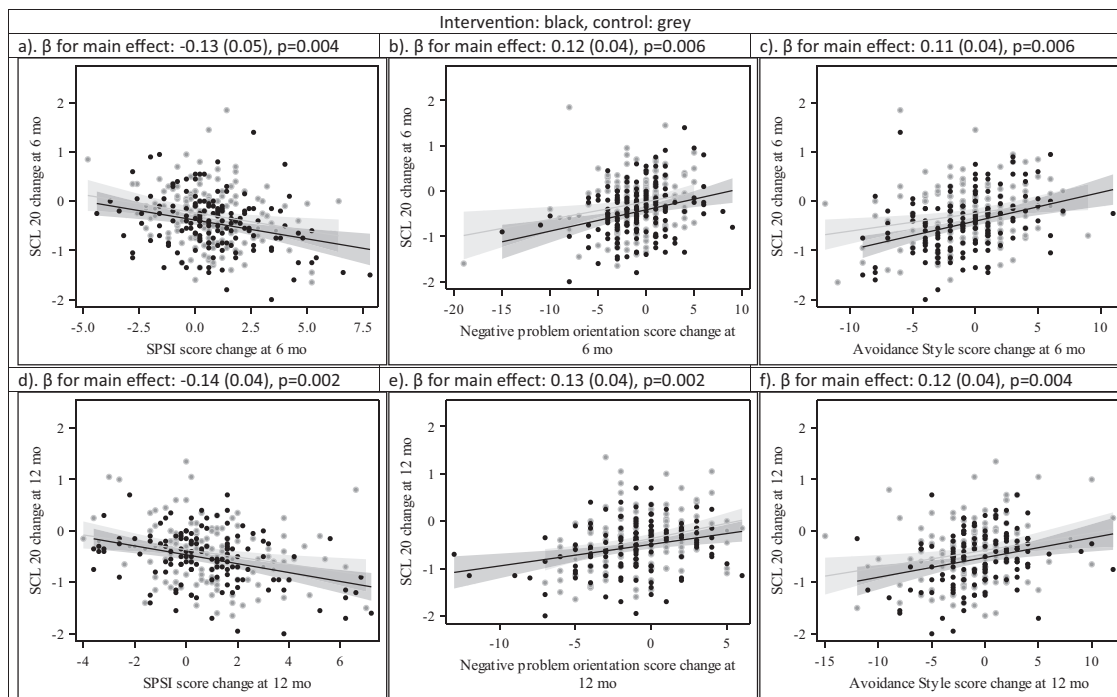 Intervention: black, control: grey
a). β for main effect: -0.13 (0.05), p=0.004
b). β for main effect: 0.12 (0.04), p=0.006
c). β for main effect: 0.11 (0.04), p=0.006
SCL 20 change at 6 mo
2
1
0
-1
-2
-5.0 -2.5 0.0 2.5 5.0 7.5
SPSI score change at 6 mo
SCL 20 change at 6 mo
2
1
-0
-1
-2
-20 -15 -10 -5 0 5 10
Negative problem orientation score change at
6 mo
SCL 20 change at 6 mo
2
1
0
-1
-2
-10 -5 0 5 10
Avoidance Style score change at 6 mo
d). β for main effect: -0.14 (0.04), p=0.002
e). β for main effect: 0.13 (0.04), p=0.002
f). β for main effect: 0.12 (0.04), p=0.004
SCL 20 change at 12 mo
2
1
-0
-1
-2
-4 -2 0 2 4 6
SPSI score change at 12 mo
SCL 20 change at 12 mo
2
1
-0
-1
-2
-10 -5 0 5
Negative problem orientation score change at
12 mo
SCL 20 change at 12 mo
2
1
-0
-1
-2
-15 -10 -5 0 5 10
Avoidance Style score change at 12 mo